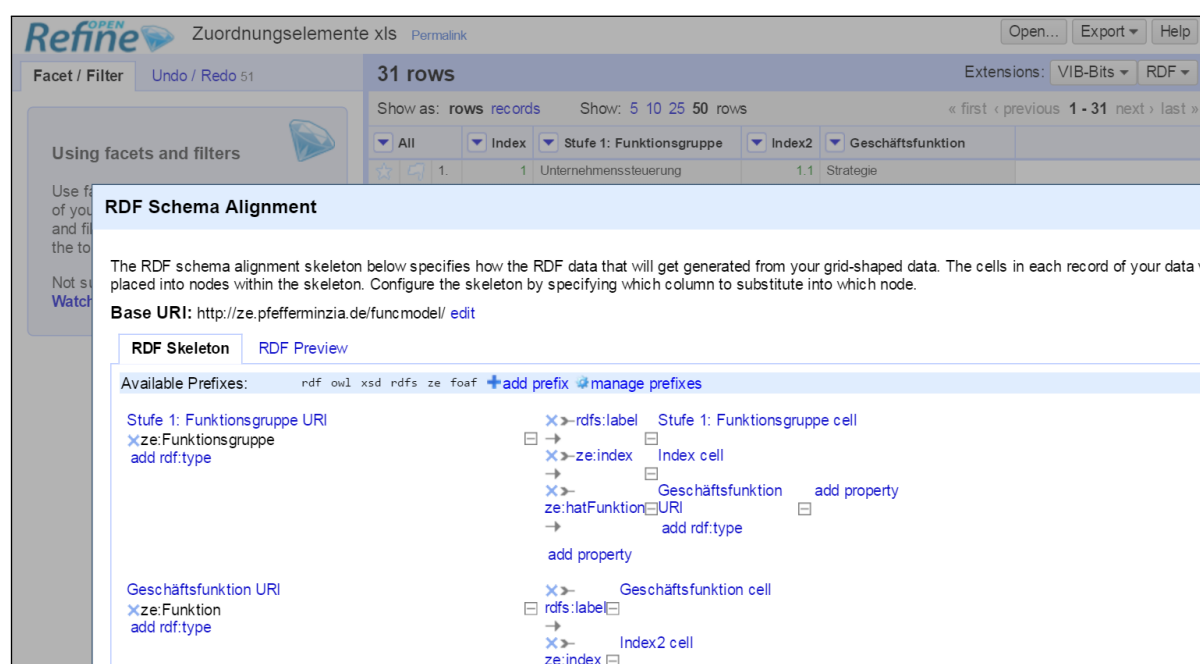 OPEN
Refine Zuordnungselemente xls Permalink Open... Export Help
Facet / Filter Undo / Redo 51 31 rows Extensions: VIB-Bits RDF
Show as: rows records Show: 5 10 25 50 rows « first ‹ previous 1 - 31 next › last »
All Index Stufe 1: Funktionsgruppe Index2 Geschäftsfunktion
1. 1 Unternehmenssteuerung 1.1 Strategie
Using facets and filters
Use
of you
and
the to
Not
Watch
RDF Schema Alignment
The RDF schema alignment skeleton below specifies how the RDF data that will get generated from your grid-shaped data. The cells in each record of your data
placed into nodes within the skeleton. Configure the skeleton by specifying which column to substitute into which node.
Base URI: http://ze.pfefferminzia.de/funcmodel/ edit
RDF Skeleton RDF Preview
Available Prefixes: rdf owl xsd rdfs ze foaf add prefix manage prefixes
Stufe 1: Funktionsgruppe URI
ze:Funktionsgruppe
add rdf:type
rdfs:label Stufe 1: Funktionsgruppe cell
ze:index Index cell
Geschäftsfunktion add property
ze:hatFunktion URI
add rdf:type
add property
Geschäftsfunktion URI
ze:Funktion
add rdf:type
Geschäftsfunktion cell
rdfs:label
Index2 cell
ze:index